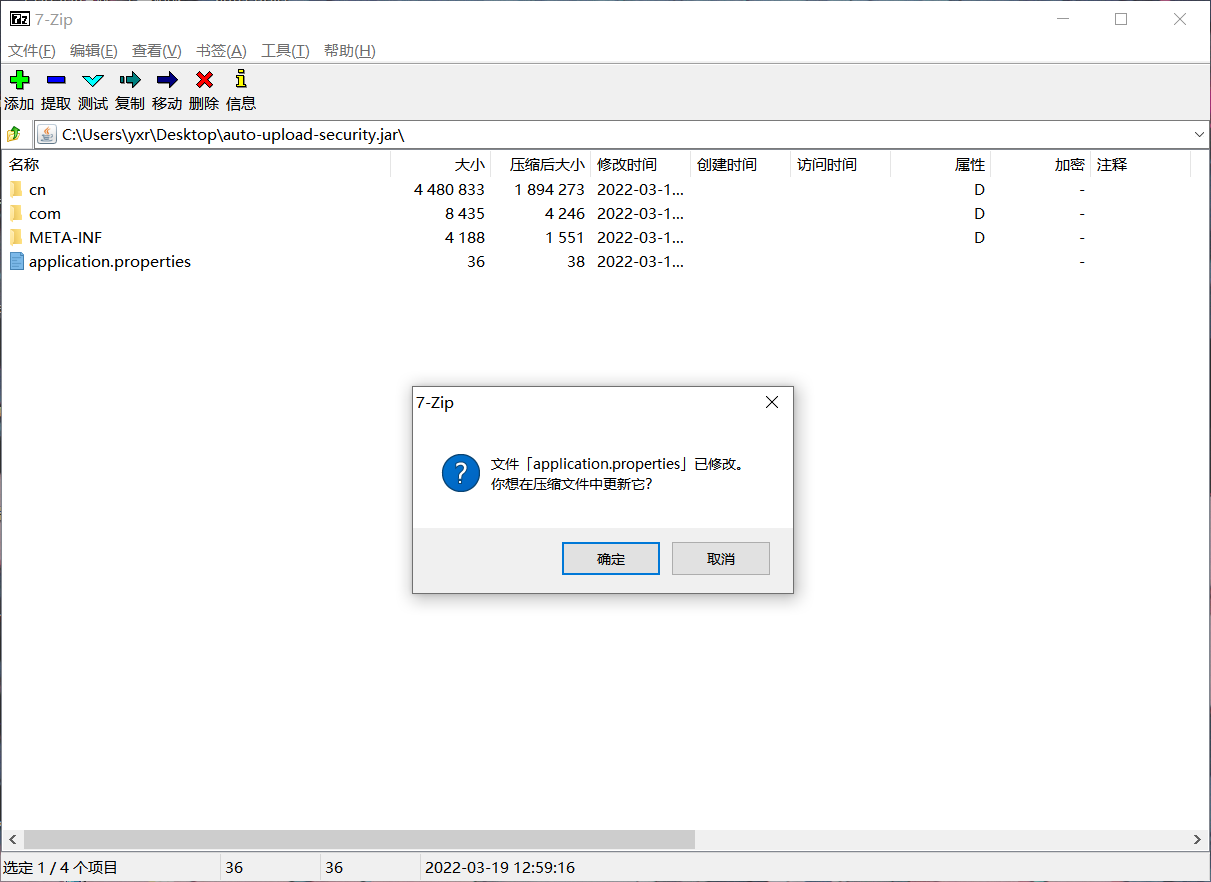 7-Zip
文件(F) 编辑(E) 查看(V) 书签(A) 工具(T) 帮助(H)
添加 提取 测试 复制 移动 删除 信息
C:\Users\yxr\Desktop\auto-upload-security.jar\
名称 大小 压缩后大小 修改时间 创建时间 访问时间 属性 加密 注释
cn 4 480 833 1 894 273 2022-03-1... D -
com 8 435 4 246 2022-03-1... D -
META-INF 4 188 1 551 2022-03-1... D -
application.properties 36 38 2022-03-1... -
7-Zip
文件「application.properties」已修改。
你想在压缩文件中更新它?
确定 取消
选定 1 / 4 个项目 36 36 2022-03-19 12:59:16